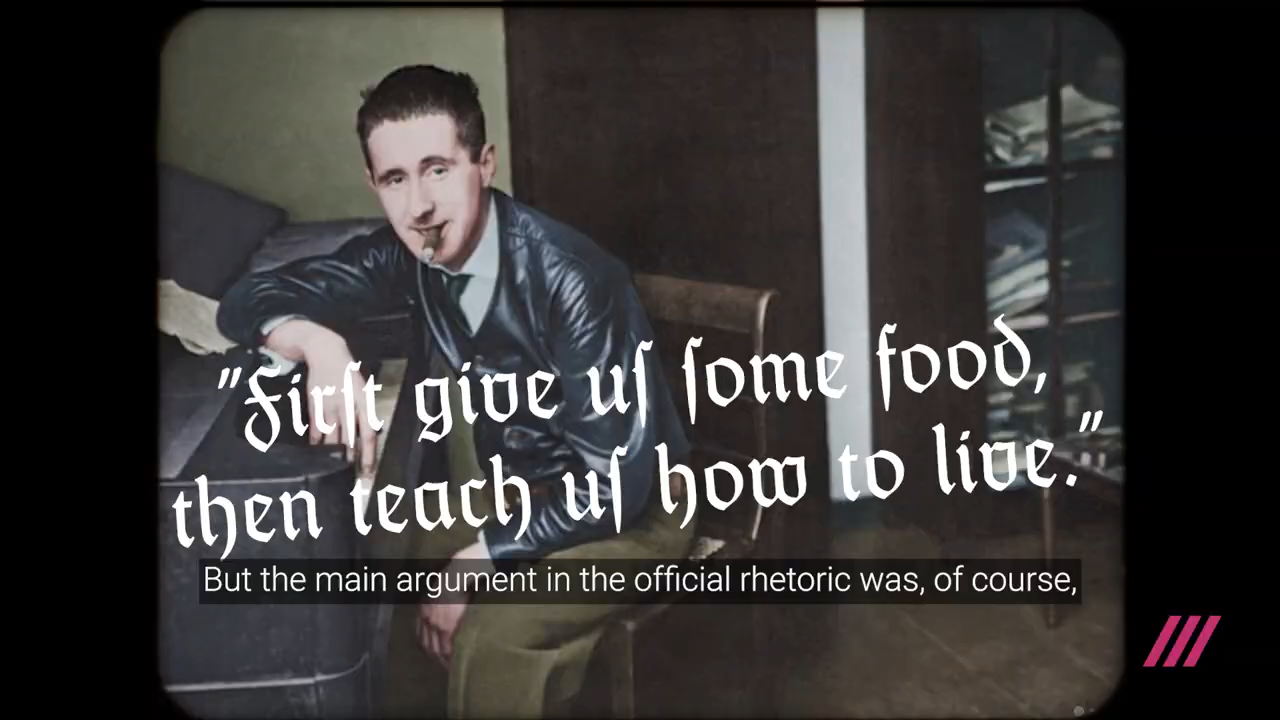 "Firſt give uſ ſome food,
then teach uſ how to live."
But the main argument in the official rhetoric was, of course,